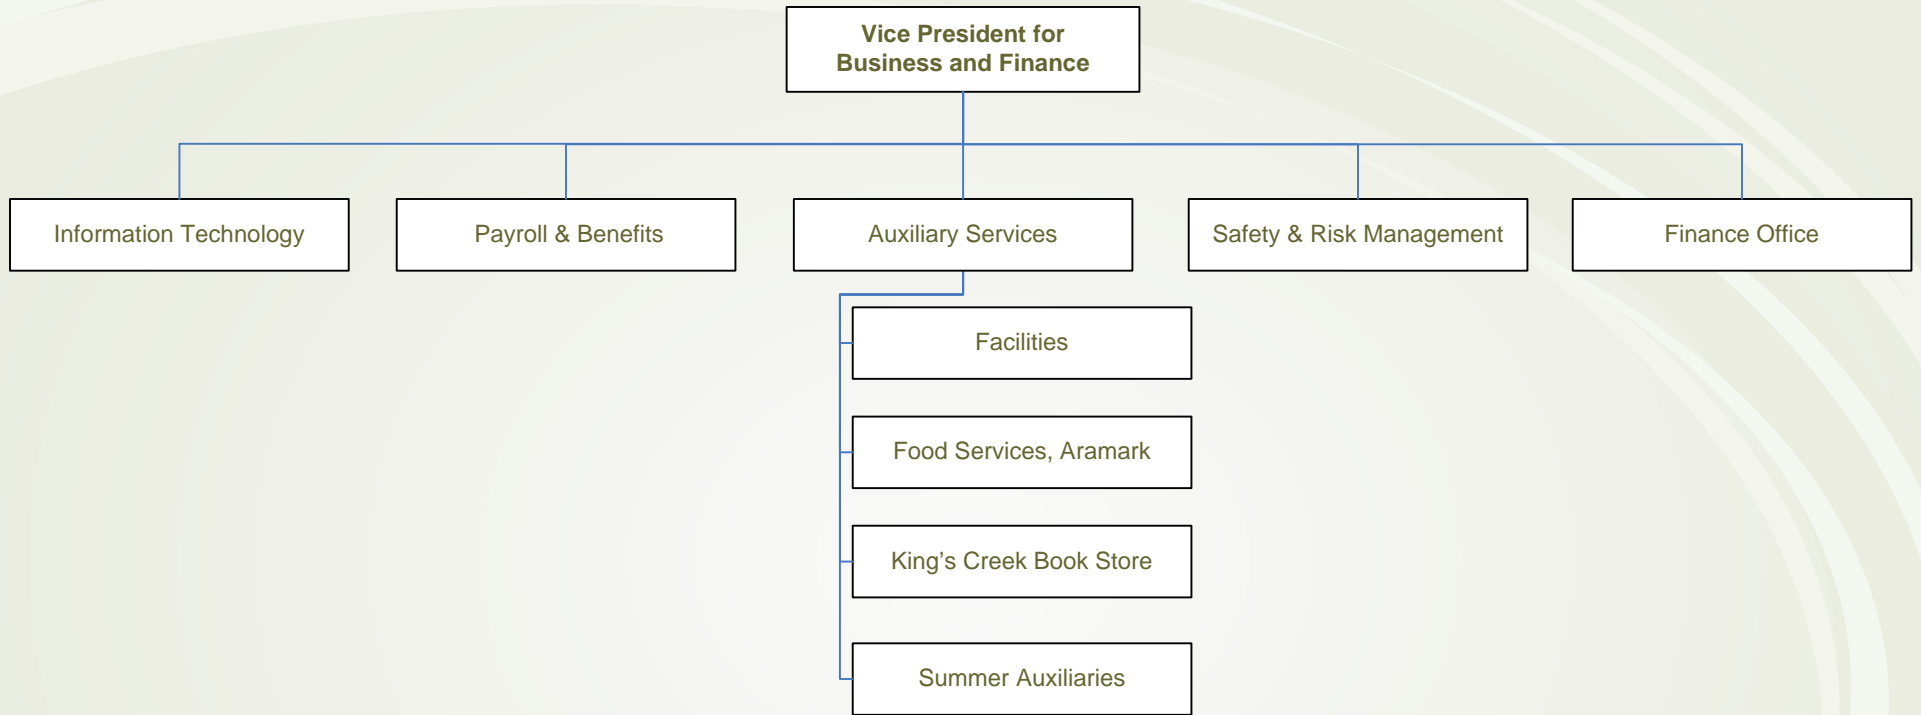 Vice President for
Business and Finance
Information Technology
Payroll & Benefits
Auxiliary Services
Safety & Risk Management
Finance Office
Facilities
Food Services, Aramark
King’s Creek Book Store
Summer Auxiliaries